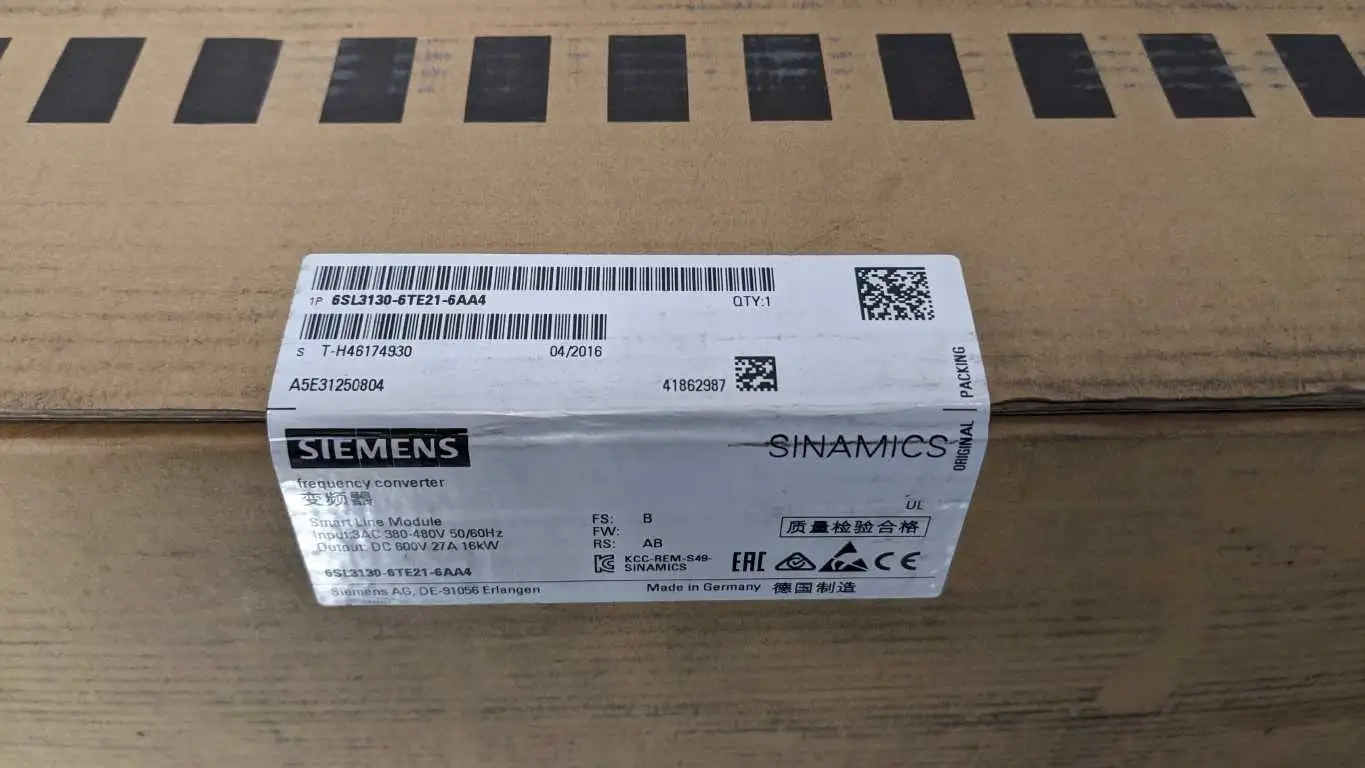 1P 6SL3130-6TE21-6AA4 QTY:1
S T-H46174930 04/2016
A5E31250804 41862987
ORIGINAL PACKING
SIEMENS SINAMICS
frequency converter
变频器
UL
Smart Line Module
Input:3AC 380-480V 50/60Hz
Output: DC 600V 27A 16kW
FS: B
FW:
RS: AB
质量检验合格
KCC-REM-S49-
SINAMICS
EAC CE
6SL3130-6TE21-6AA4
Siemens AG, DE-91056 Erlangen Made in Germany 德国制造